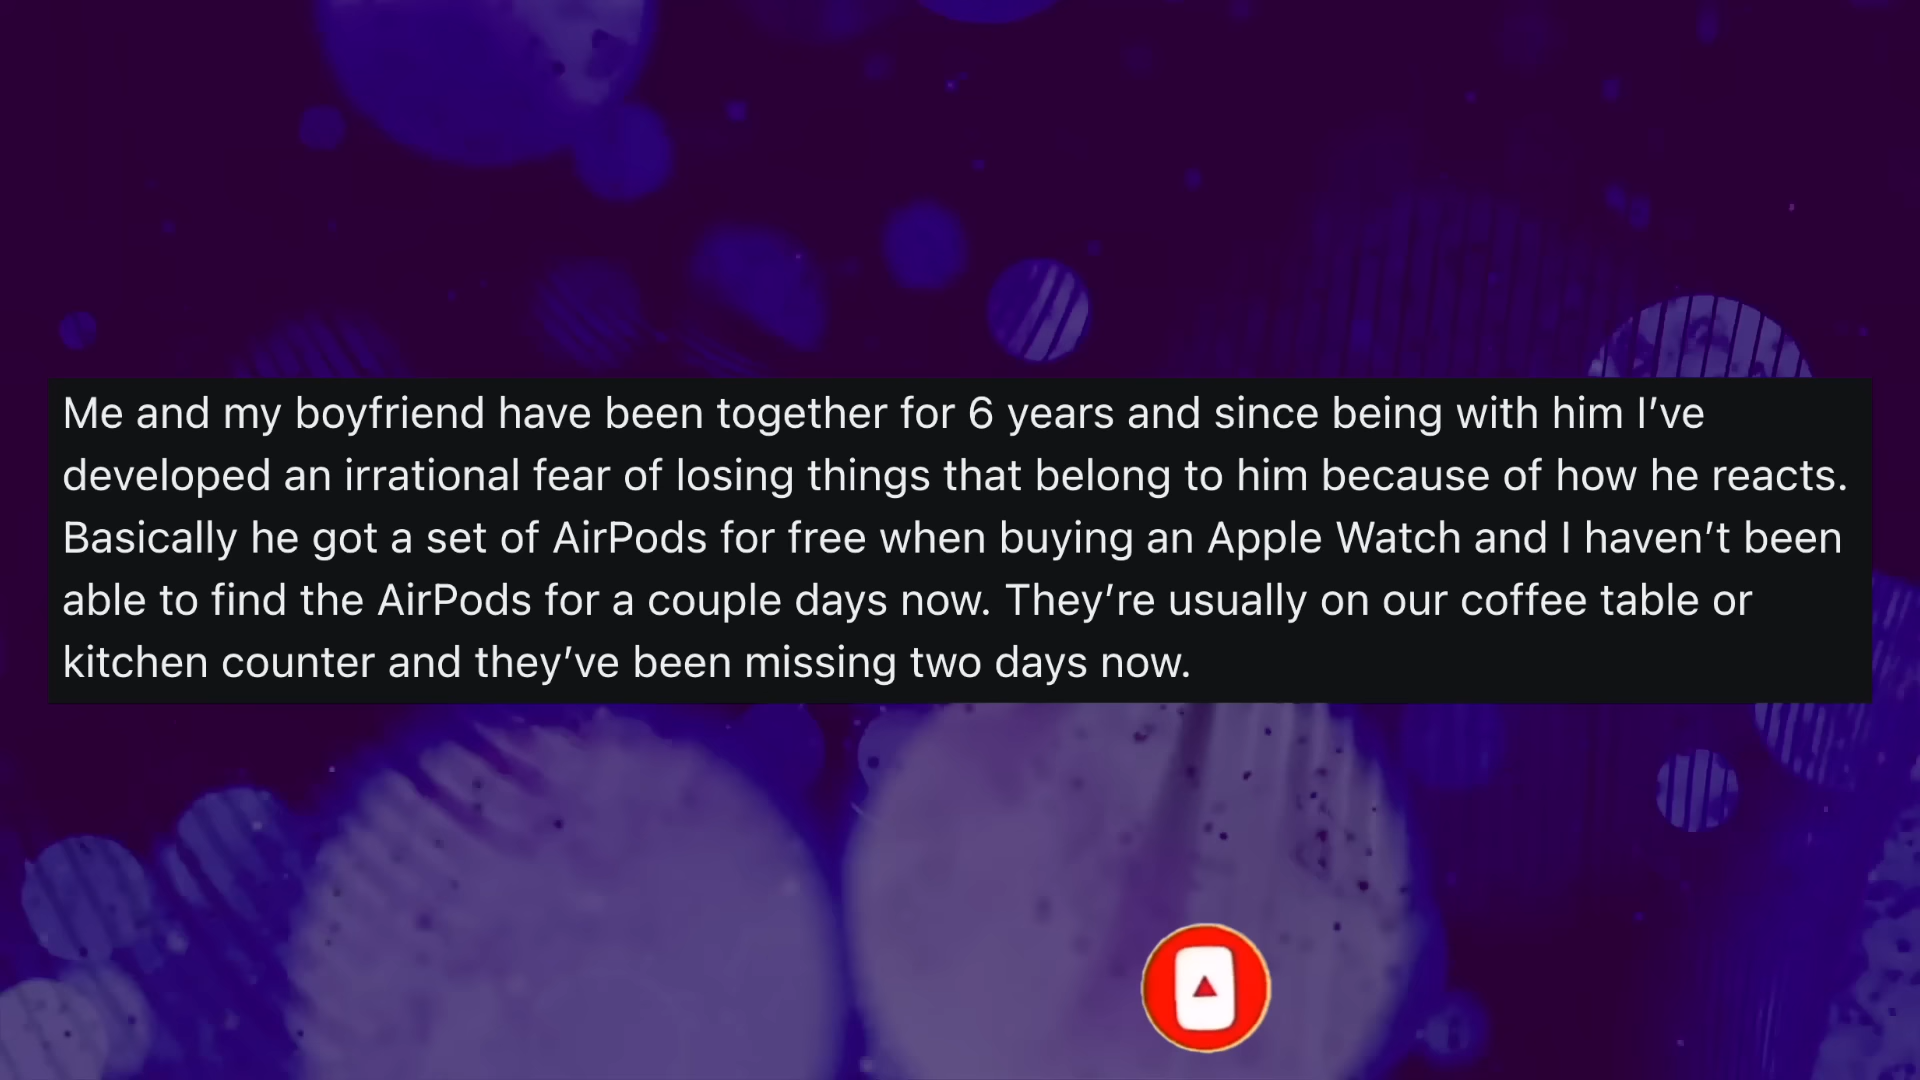 Me and my boyfriend have been together for 6 years and since being with him I’ve
developed an irrational fear of losing things that belong to him because of how he reacts.
Basically he got a set of AirPods for free when buying an Apple Watch and I haven’t been
able to find the AirPods for a couple days now. They’re usually on our coffee table or
kitchen counter and they’ve been missing two days now.